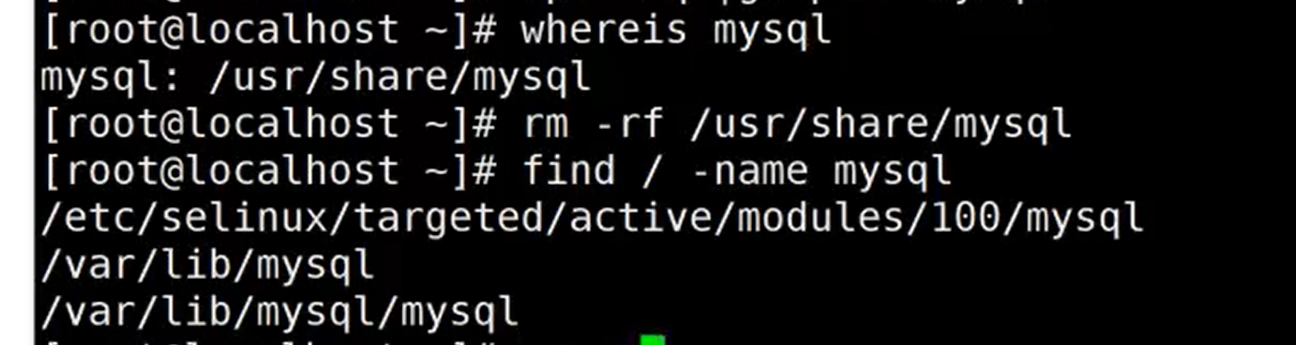 [root@localhost ~]# whereis mysql
mysql: /usr/share/mysql
[root@localhost ~]# rm -rf /usr/share/mysql
[root@localhost ~]# find / -name mysql
/etc/selinux/targeted/active/modules/100/mysql
/var/lib/mysql
/var/lib/mysql/mysql